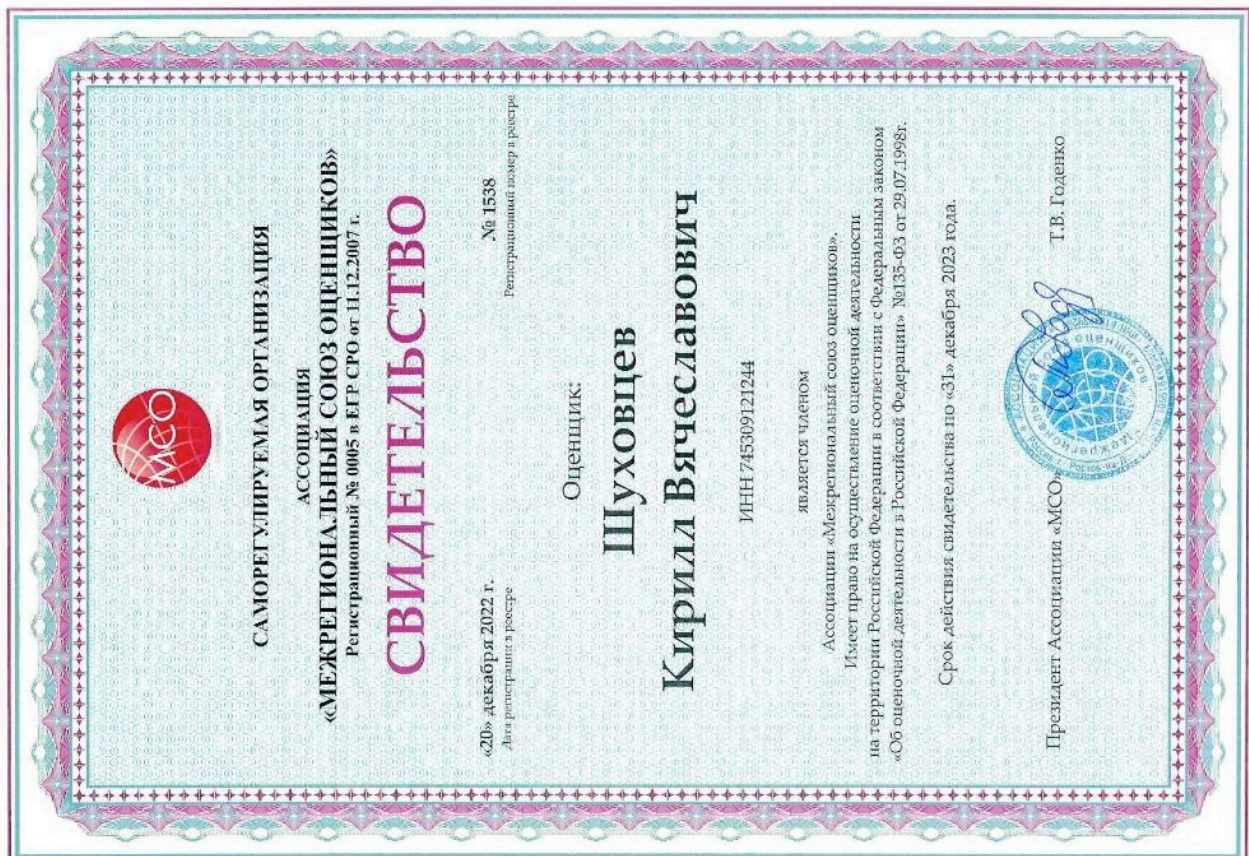 МСО
САМОРЕГУЛИРУЕМАЯ ОРГАНИЗАЦИЯ
АССОЦИАЦИЯ
«МЕЖРЕГИОНАЛЬНЫЙ СОЮЗ ОЦЕНЩИКОВ»
Регистрационный № 0005 в ЕГР СРО от 11.12.2007 г.
СВИДЕТЕЛЬСТВО
«20» декабря 2022 г. № 1538
Дата регистрации в реестре Регистрационный номер в реестре
Оценщик:
Шуховцев
Кирилл Вячеславович
ИНН 745309121244
является членом
Ассоциации «Межрегиональный союз оценщиков».
Имеет право на осуществление оценочной деятельности
на территории Российской Федерации в соответствии с Федеральным законом
«Об оценочной деятельности в Российской Федерации» №135-ФЗ от 29.07.1998г.
Срок действия свидетельства по «31» декабря 2023 года.
Президент Ассоциации «МСО» Т.В. Годенко